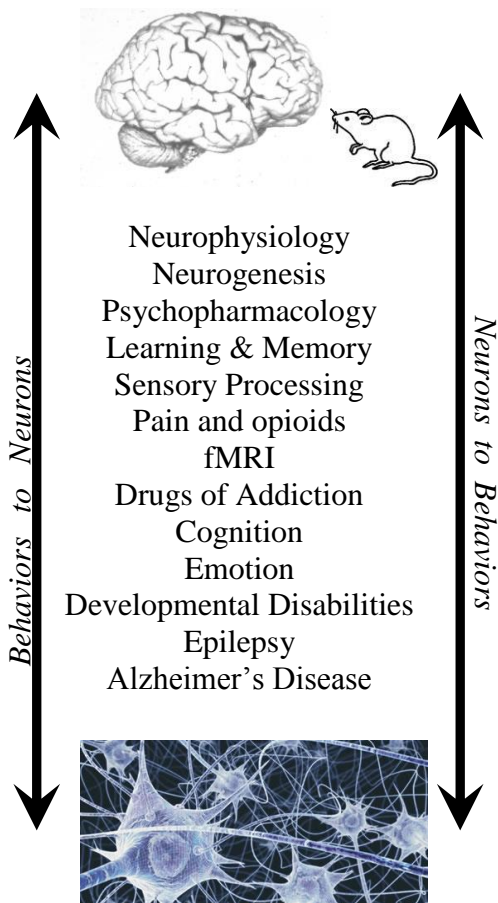 Neurophysiology
Neurogenesis
Psychopharmacology
Learning & Memory
Sensory Processing
Pain and opioids
fMRI
Drugs of Addiction
Cognition
Emotion
Developmental Disabilities
Epilepsy
Alzheimer’s Disease
Behaviors to Neurons
Neurons to Behaviors